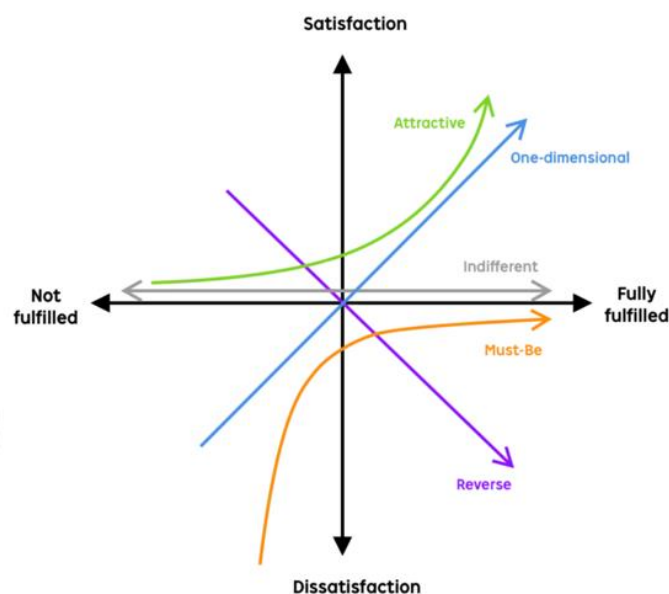 Satisfaction
Attractive
One-dimensional
Indifferent
Not
fulfilled
Fully
fulfilled
Must-Be
Reverse
Dissatisfaction